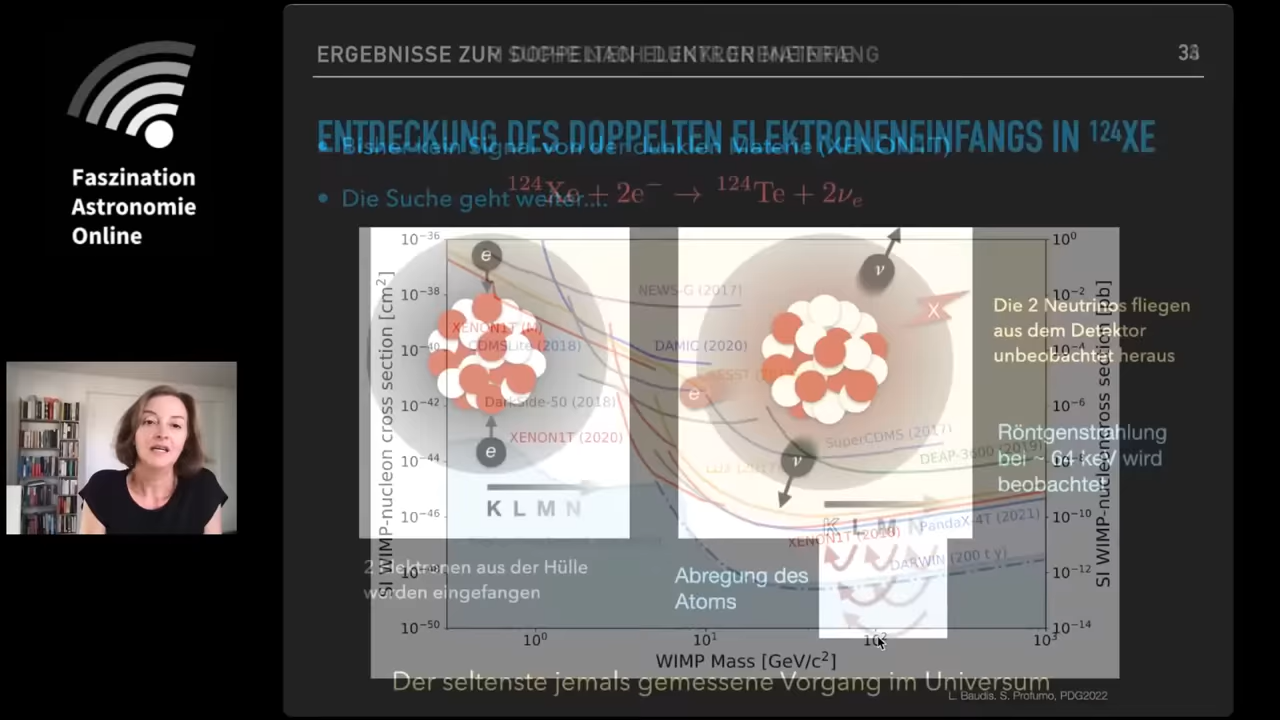 Faszination
Astronomie
Online
ERGEBNISSE ZUR SUCHE NACH DUNKLER MATERIE
ENTDECKUNG DES DOPPELTEN ELEKTRONENEINFANGS IN ¹²⁴XE
• Bisher kein Signal von der dunklen Materie (XENON1T)
• Die Suche geht weiter....
¹²⁴Xe + 2e⁻ → ¹²⁴Te + 2νₑ
10⁻³⁶
10⁻³⁸
10⁻⁴⁰
10⁻⁴²
10⁻⁴⁴
10⁻⁴⁶
10⁻⁵⁰
SI WIMP-nucleon cross section [cm²]
e
e
K L M N
NEWS-G (2017)
XENON1T (M)
CDMSLite (2018)
DAMIC (2020)
DarkSide-50 (2018)
XENON1T (2020)
SuperCDMS (2017)
DEAP-3600 (2019)
LUX (2017)
PandaX-4T (2021)
XENON1T (2018)
DARWIN (200 t y)
ν
X
e
ν
K L M N
10⁰
10⁻²
10⁻⁴
10⁻⁶
10⁻¹⁰
10⁻¹²
10⁻¹⁴
SI WIMP-nucleon cross section [pb]
Die 2 Neutrinos fliegen
aus dem Detektor
unbeobachtet heraus
Röntgenstrahlung
bei ~ 64 keV wird
beobachtet
2 Elektronen aus der Hülle
werden eingefangen
Abregung des
Atoms
10⁰
10¹
10²
10³
WIMP Mass [GeV/c²]
Der seltenste jemals gemessene Vorgang im Universum
L. Baudis, S. Profumo, PDG2022